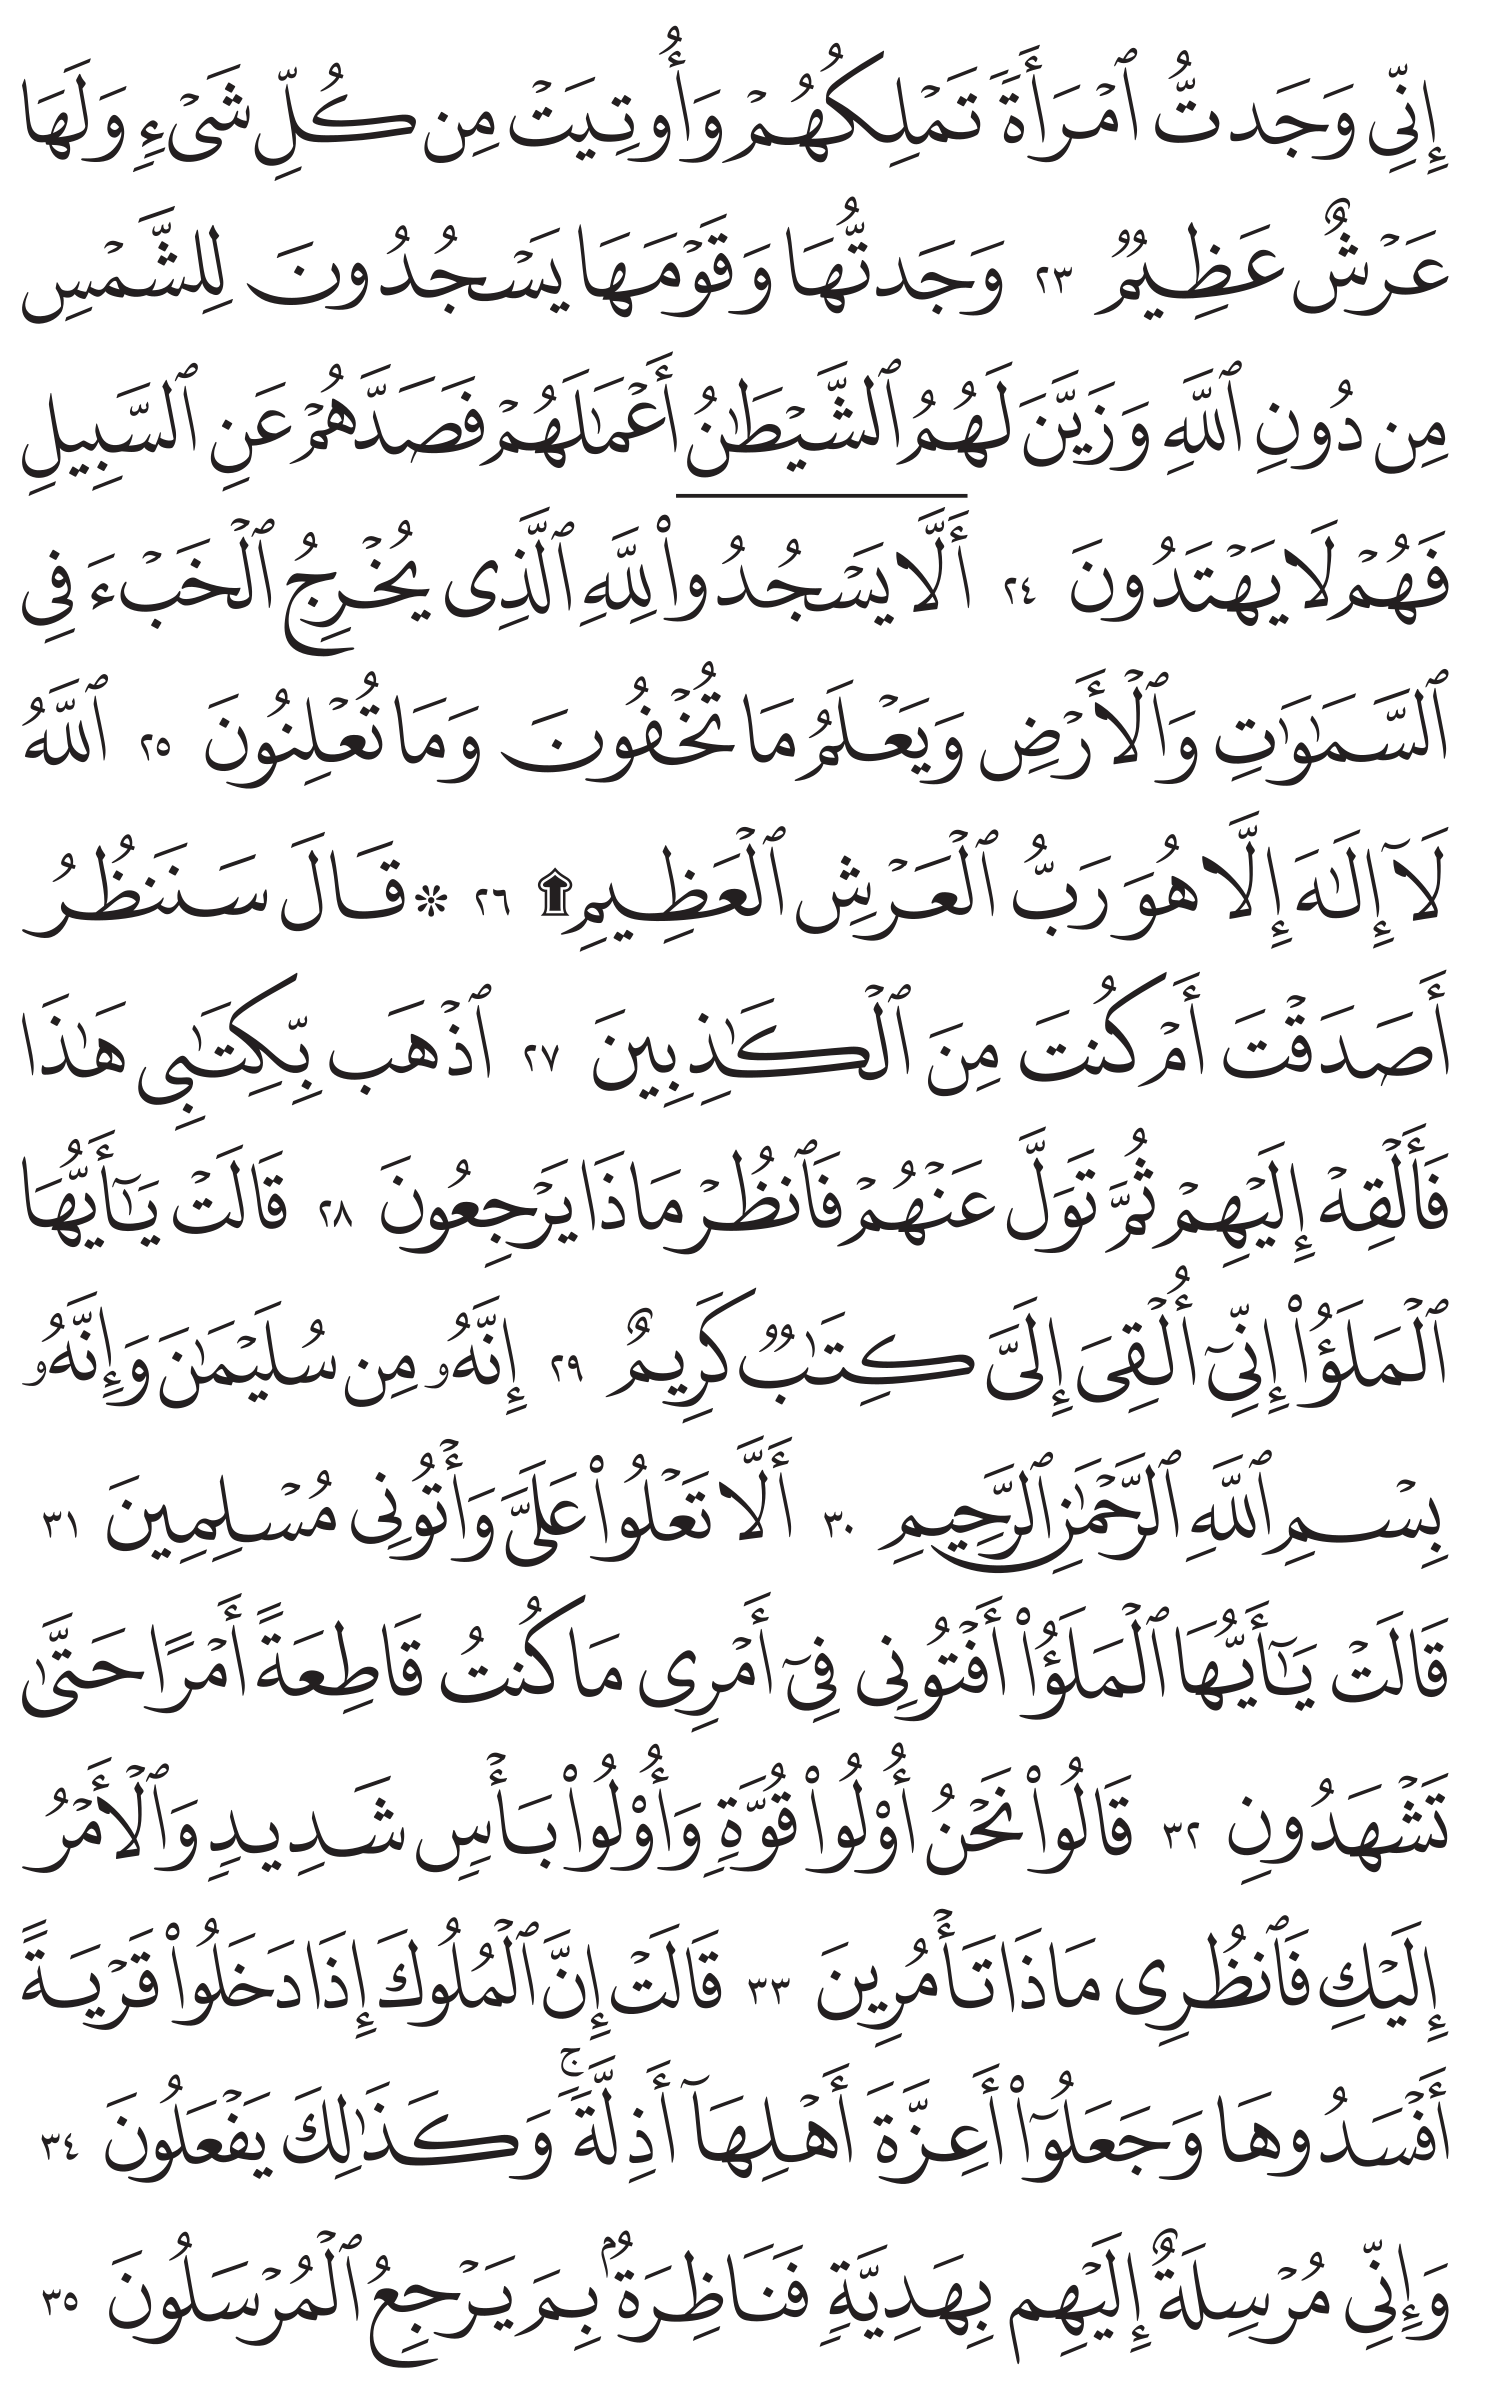 إِنِّى وَجَدتُّ ٱمۡرَأَةٗ تَمۡلِكُهُمۡ وَأُوتِيَتۡ مِن كُلِّ شَىۡءٖ وَلَهَا
عَرۡشٌ عَظِيمٞ ٢٣ وَجَدتُّهَا وَقَوۡمَهَا يَسۡجُدُونَ لِلشَّمۡسِ
مِن دُونِ ٱللَّهِ وَزَيَّنَ لَهُمُ ٱلشَّيۡطَٰنُ أَعۡمَٰلَهُمۡ فَصَدَّهُمۡ عَنِ ٱلسَّبِيلِ
فَهُمۡ لَا يَهۡتَدُونَ ٢٤ أَلَّا يَسۡجُدُواْ لِلَّهِ ٱلَّذِى يُخۡرِجُ ٱلۡخَبۡءَ فِى
ٱلسَّمَٰوَٰتِ وَٱلۡأَرۡضِ وَيَعۡلَمُ مَا تُخۡفُونَ وَمَا تُعۡلِنُونَ ٢٥ ٱللَّهُ
لَآ إِلَٰهَ إِلَّا هُوَ رَبُّ ٱلۡعَرۡشِ ٱلۡعَظِيمِ۩ ٢٦ ۞ قَالَ سَنَنظُرُ
أَصَدَقۡتَ أَمۡ كُنتَ مِنَ ٱلۡكَٰذِبِينَ ٢٧ ٱذۡهَب بِّكِتَٰبِى هَٰذَا
فَأَلۡقِهۡ إِلَيۡهِمۡ ثُمَّ تَوَلَّ عَنۡهُمۡ فَٱنظُرۡ مَاذَا يَرۡجِعُونَ ٢٨ قَالَتۡ يَٰٓأَيُّهَا
ٱلۡمَلَؤُاْ إِنِّىٓ أُلۡقِىَ إِلَىَّ كِتَٰبٞ كَرِيمٌ ٢٩ إِنَّهُۥ مِن سُلَيۡمَٰنَ وَإِنَّهُۥ
بِسۡمِ ٱللَّهِ ٱلرَّحۡمَٰنِ ٱلرَّحِيمِ ٣٠ أَلَّا تَعۡلُواْ عَلَىَّ وَأۡتُونِى مُسۡلِمِينَ ٣١
قَالَتۡ يَٰٓأَيُّهَا ٱلۡمَلَؤُاْ أَفۡتُونِى فِىٓ أَمۡرِى مَا كُنتُ قَاطِعَةً أَمۡرًا حَتَّىٰ
تَشۡهَدُونِ ٣٢ قَالُواْ نَحۡنُ أُوْلُواْ قُوَّةٖ وَأُوْلُواْ بَأۡسٖ شَدِيدٖ وَٱلۡأَمۡرُ
إِلَيۡكِ فَٱنظُرِى مَاذَا تَأۡمُرِينَ ٣٣ قَالَتۡ إِنَّ ٱلۡمُلُوكَ إِذَا دَخَلُواْ قَرۡيَةً
أَفۡسَدُوهَا وَجَعَلُوٓاْ أَعِزَّةَ أَهۡلِهَآ أَذِلَّةٗۚ وَكَذَٰلِكَ يَفۡعَلُونَ ٣٤
وَإِنِّى مُرۡسِلَةٌ إِلَيۡهِم بِهَدِيَّةٖ فَنَاظِرَةُۢ بِمَ يَرۡجِعُ ٱلۡمُرۡسَلُونَ ٣٥